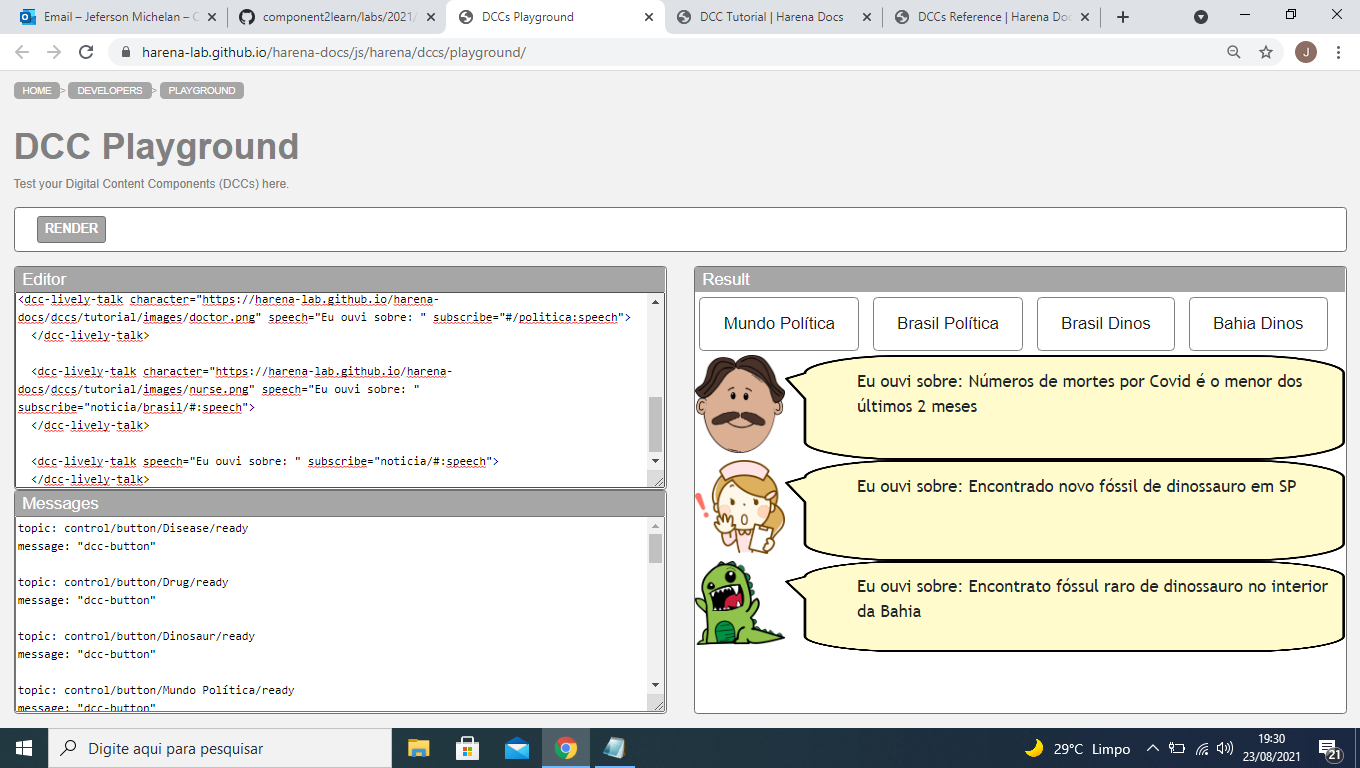 Email – Jeferson Michelan – O
component2learn/labs/2021/
DCCs Playground
DCC Tutorial | Harena Docs
DCCs Reference | Harena Doc
harena-lab.github.io/harena-docs/js/harena/dccs/playground/
J
HOME > DEVELOPERS > PLAYGROUND
DCC Playground
Test your Digital Content Components (DCCs) here.
RENDER
Editor
<dcc-lively-talk character="https://harena-lab.github.io/harena-
docs/dccs/tutorial/images/doctor.png" speech="Eu ouvi sobre: " subscribe="#/politica:speech">
</dcc-lively-talk>
<dcc-lively-talk character="https://harena-lab.github.io/harena-
docs/dccs/tutorial/images/nurse.png" speech="Eu ouvi sobre: "
subscribe="noticia/brasil/#:speech">
</dcc-lively-talk>
<dcc-lively-talk speech="Eu ouvi sobre: " subscribe="noticia/#:speech">
</dcc-lively-talk>
Messages
topic: control/button/Disease/ready
message: "dcc-button"
topic: control/button/Drug/ready
message: "dcc-button"
topic: control/button/Dinosaur/ready
message: "dcc-button"
topic: control/button/Mundo Política/ready
message: "dcc-button"
Result
Mundo Política
Brasil Política
Brasil Dinos
Bahia Dinos
Eu ouvi sobre: Números de mortes por Covid é o menor dos
últimos 2 meses
Eu ouvi sobre: Encontrado novo fóssil de dinossauro em SP
Eu ouvi sobre: Encontrato fóssul raro de dinossauro no interior
da Bahia
Digite aqui para pesquisar
29°C Limpo
19:30
23/08/2021
21